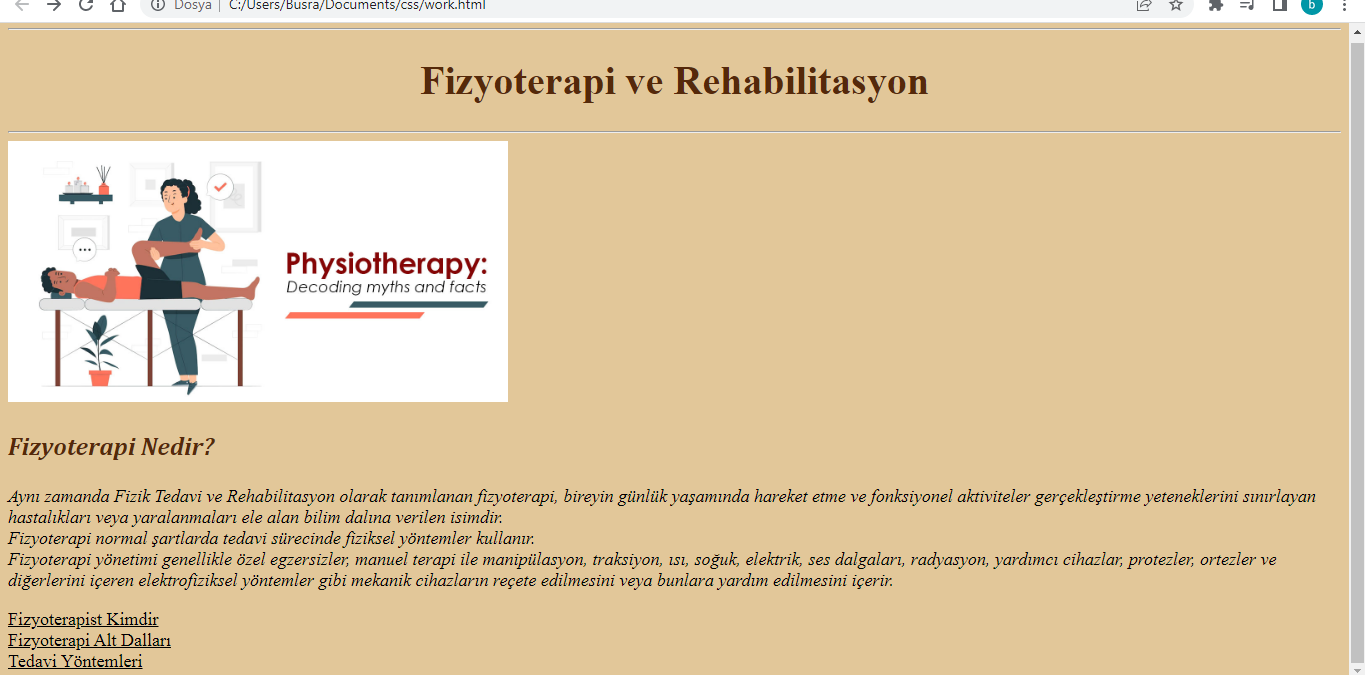 Dosya | C:/Users/Busra/Documents/css/work.html
b
Fizyoterapi ve Rehabilitasyon
Physiotherapy:
Decoding myths and facts
Fizyoterapi Nedir?
Aynı zamanda Fizik Tedavi ve Rehabilitasyon olarak tanımlanan fizyoterapi, bireyin günlük yaşamında hareket etme ve fonksiyonel aktiviteler gerçekleştirme yeteneklerini sınırlayan
hastalıkları veya yaralanmaları ele alan bilim dalına verilen isimdir.
Fizyoterapi normal şartlarda tedavi sürecinde fiziksel yöntemler kullanır.
Fizyoterapi yönetimi genellikle özel egzersizler, manuel terapi ile manipülasyon, traksiyon, ısı, soğuk, elektrik, ses dalgaları, radyasyon, yardımcı cihazlar, protezler, ortezler ve
diğerlerini içeren elektrofiziksel yöntemler gibi mekanik cihazların reçete edilmesini veya bunlara yardım edilmesini içerir.
Fizyoterapist Kimdir
Fizyoterapi Alt Dalları
Tedavi Yöntemleri